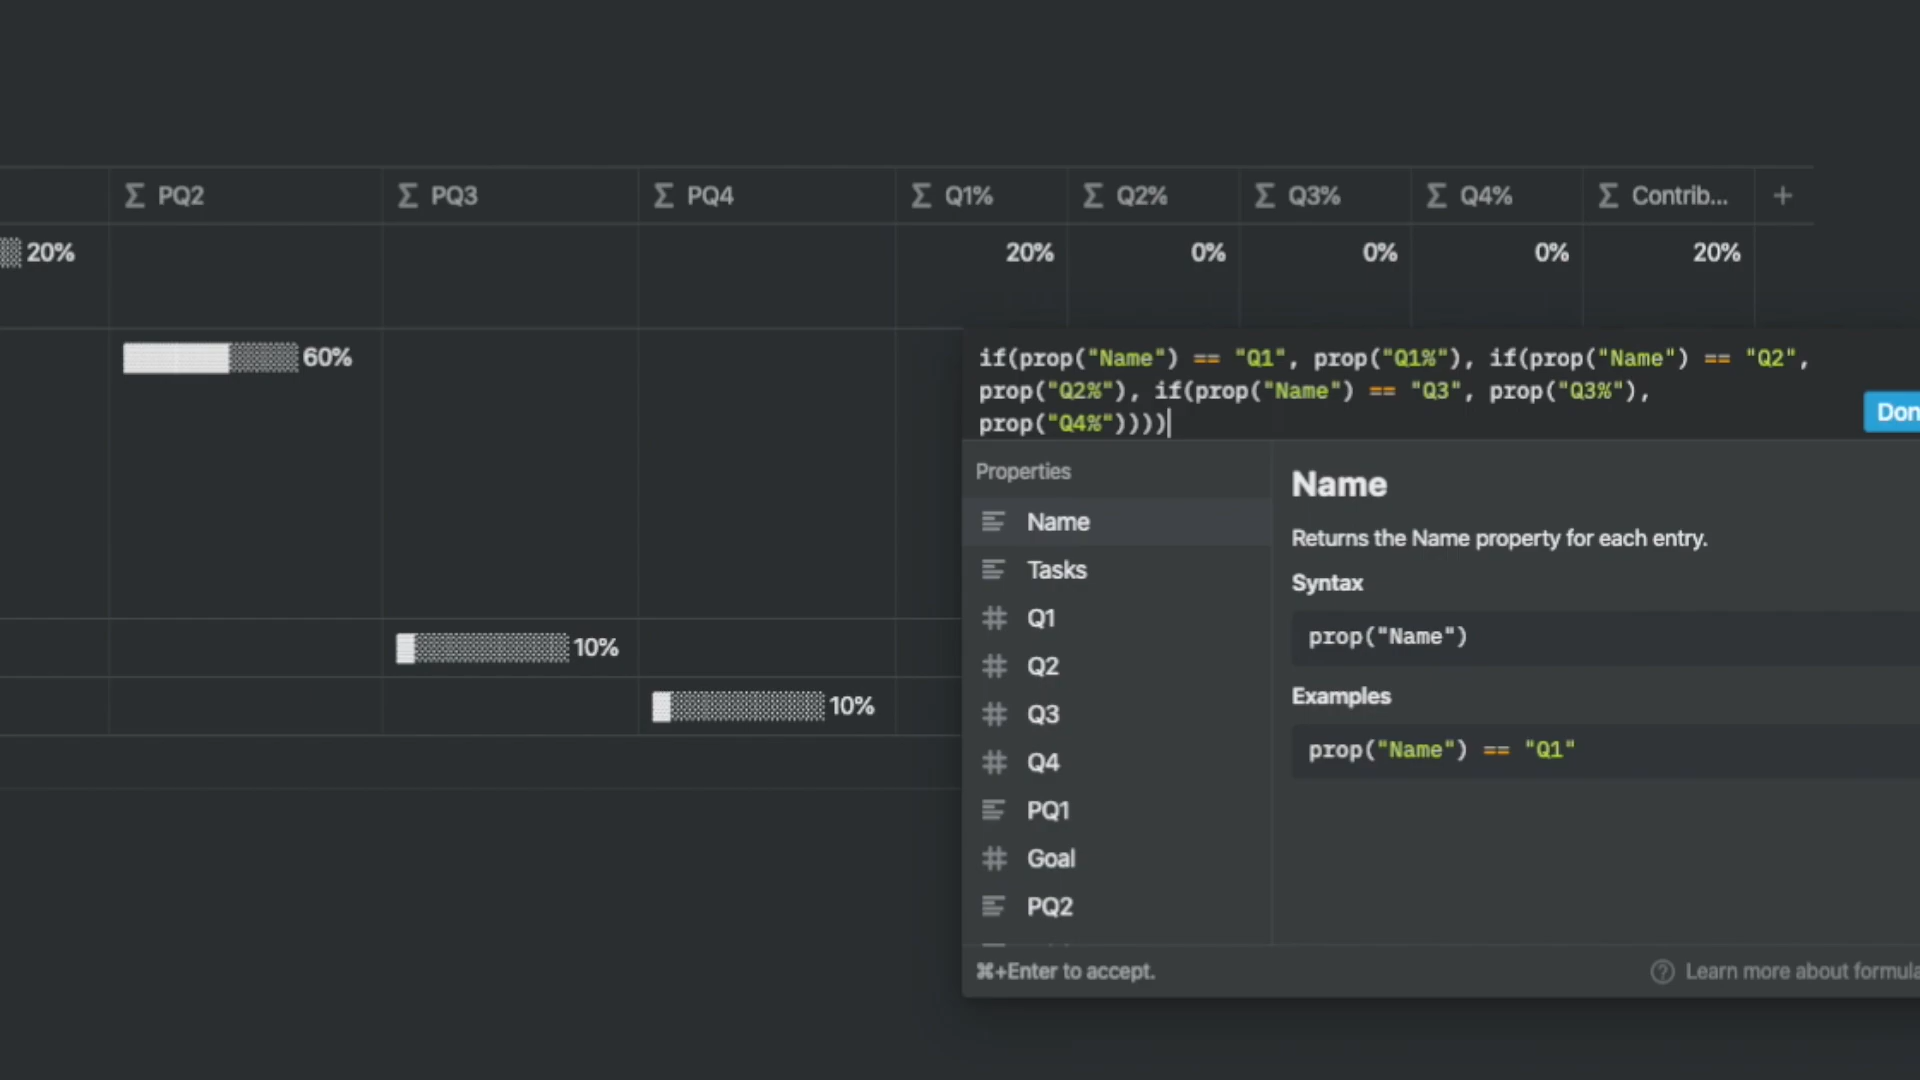 Σ PQ2 Σ PQ3 Σ PQ4 Σ Q1% Σ Q2% Σ Q3% Σ Q4% Σ Contrib... +
20% 20% 0% 0% 0% 20%
60%
10%
10%
if(prop("Name") == "Q1", prop("Q1%"), if(prop("Name") == "Q2",
prop("Q2%"), if(prop("Name") == "Q3", prop("Q3%"),
prop("Q4%"))))
Don
Properties
Name
Tasks
Q1
Q2
Q3
Q4
PQ1
Goal
PQ2
Name
Returns the Name property for each entry.
Syntax
prop("Name")
Examples
prop("Name") == "Q1"
⌘+Enter to accept.
? Learn more about formula